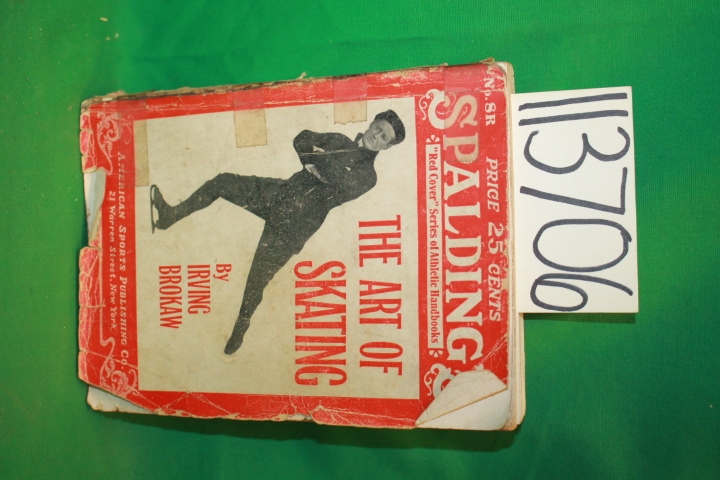 No. 8R PRICE 25 CENTS
SPALDING
"Red Cover" Series of Athletic Handbooks
THE ART OF
SKATING
By
IRVING
BROKAW
AMERICAN SPORTS PUBLISHING CO.
21 Warren Street, New York
113706